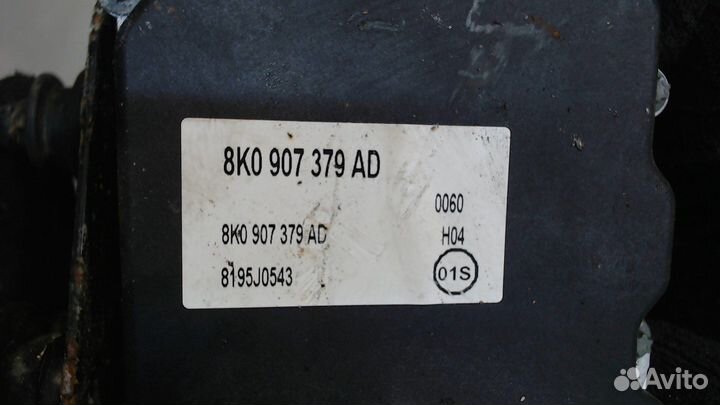 8K0 907 379 AD
0060
8K0 907 379 AD H04
8195J0543 01S
Avito